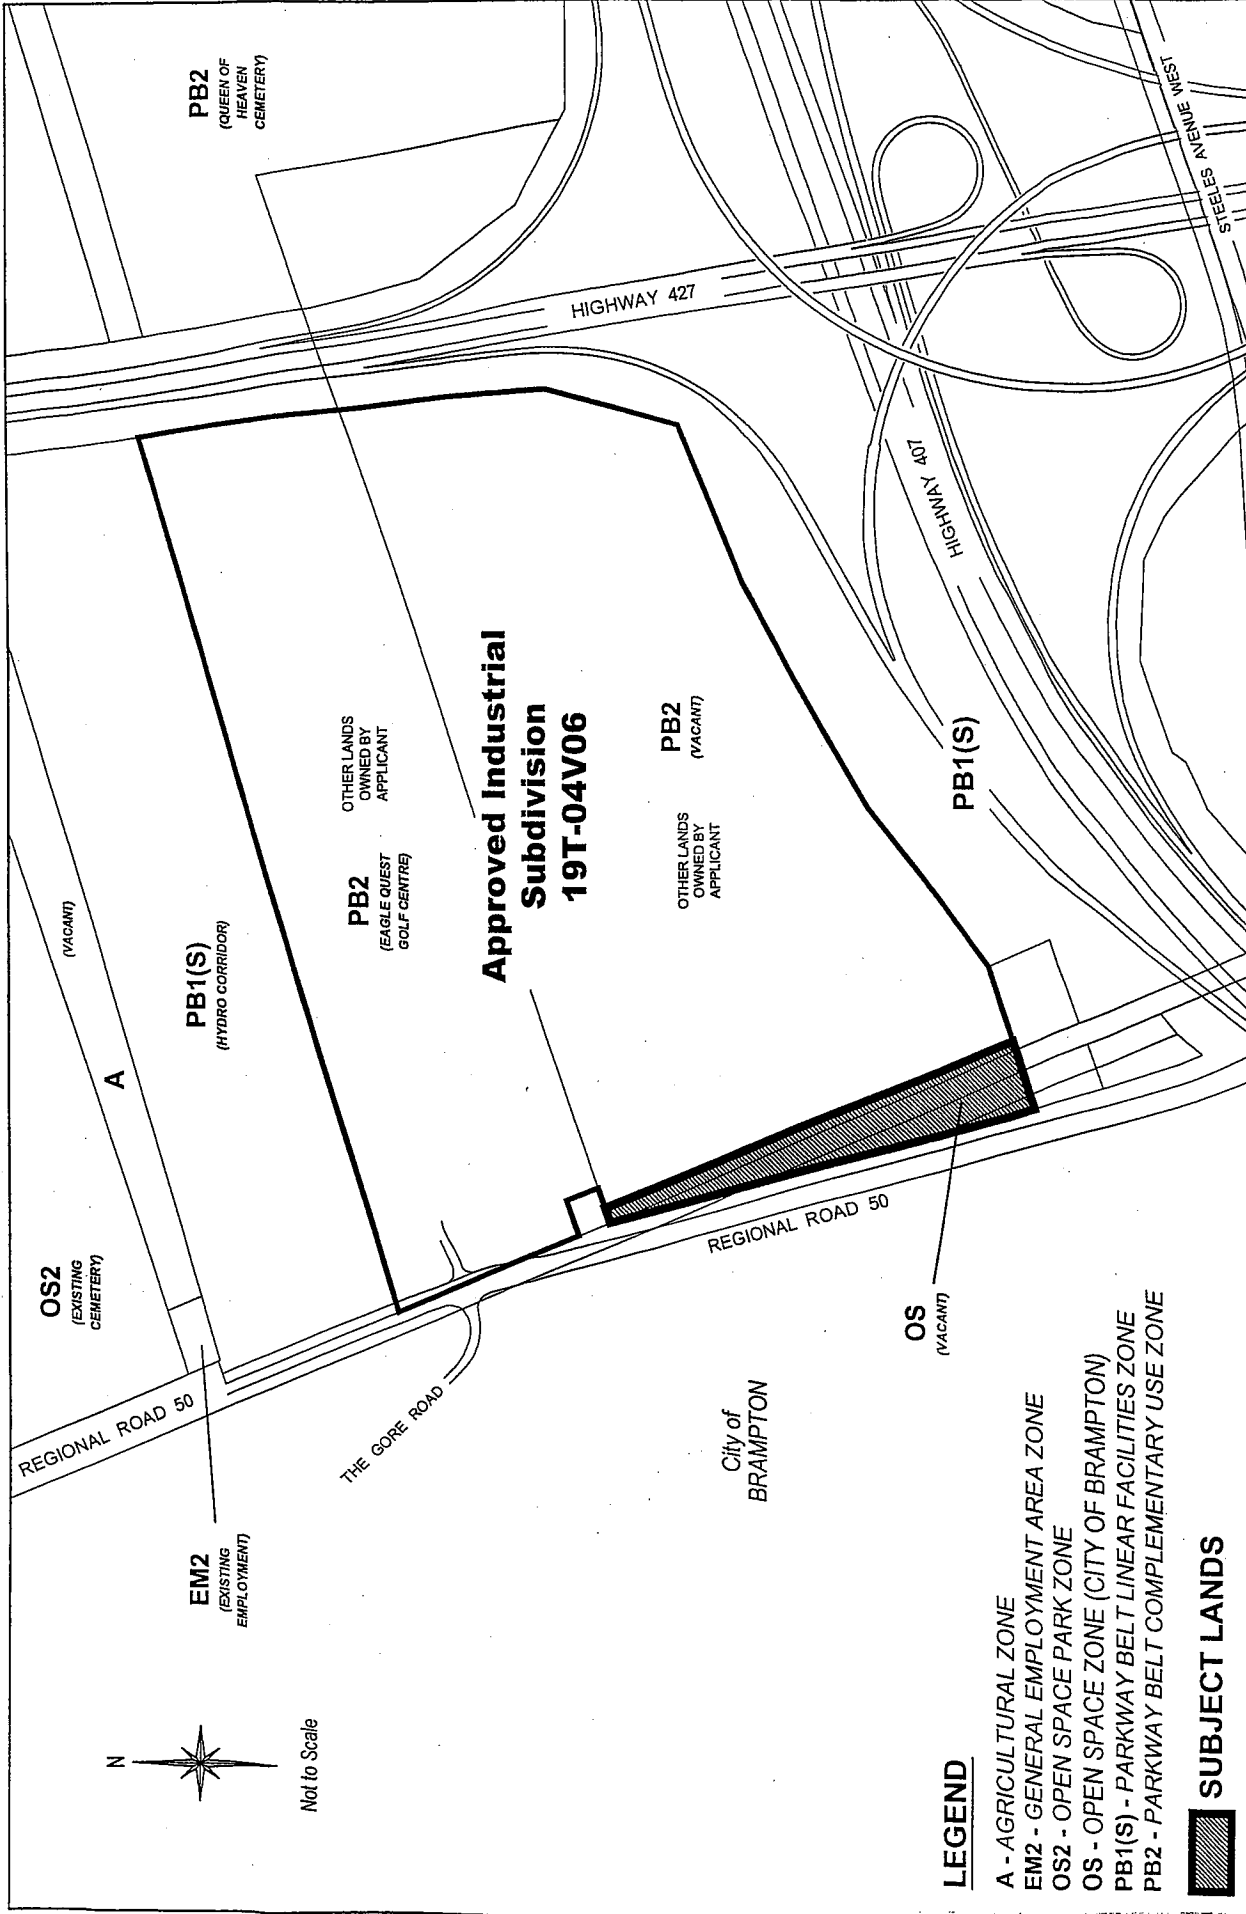 N
Not to Scale
REGIONAL ROAD 50
EM2
(EXISTING
EMPLOYMENT)
OS2
(EXISTING
CEMETERY)
A
(VACANT)
PB1(S)
(HYDRO CORRIDOR)
PB2
(QUEEN OF
HEAVEN
CEMETERY)
THE GORE ROAD
PB2
(EAGLE QUEST
GOLF CENTRE)
OTHER LANDS
OWNED BY
APPLICANT
Approved Industrial
Subdivision
19T-04V06
HIGHWAY 427
OTHER LANDS
OWNED BY
APPLICANT
PB2
(VACANT)
City of
BRAMPTON
REGIONAL ROAD 50
OS
(VACANT)
PB1(S)
HIGHWAY 407
STEELES AVENUE WEST
LEGEND
A - AGRICULTURAL ZONE
EM2 - GENERAL EMPLOYMENT AREA ZONE
OS2 - OPEN SPACE PARK ZONE
OS - OPEN SPACE ZONE (CITY OF BRAMPTON)
PB1(S) - PARKWAY BELT LINEAR FACILITIES ZONE
PB2 - PARKWAY BELT COMPLEMENTARY USE ZONE
SUBJECT LANDS